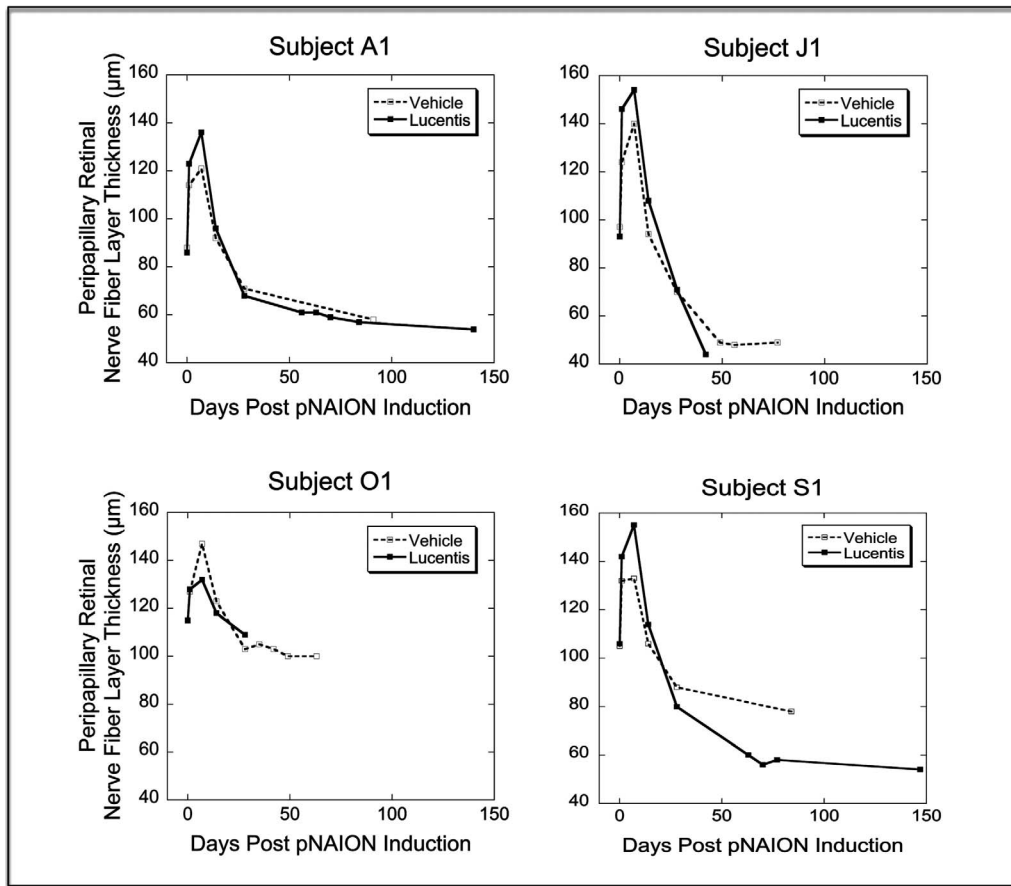 Subject A1
Peripapillary Retinal
Nerve Fiber Layer Thickness (µm)
160
140
120
100
80
60
40
Vehicle
Lucentis
0
50
100
150
Days Post pNAION Induction
Subject J1
160
140
120
100
80
60
40
Vehicle
Lucentis
0
50
100
150
Days Post pNAION Induction
Subject O1
Peripapillary Retinal
Nerve Fiber Layer Thickness (µm)
160
140
120
100
80
60
40
Vehicle
Lucentis
0
50
100
150
Days Post pNAION Induction
Subject S1
160
140
120
100
80
60
40
Vehicle
Lucentis
0
50
100
150
Days Post pNAION Induction